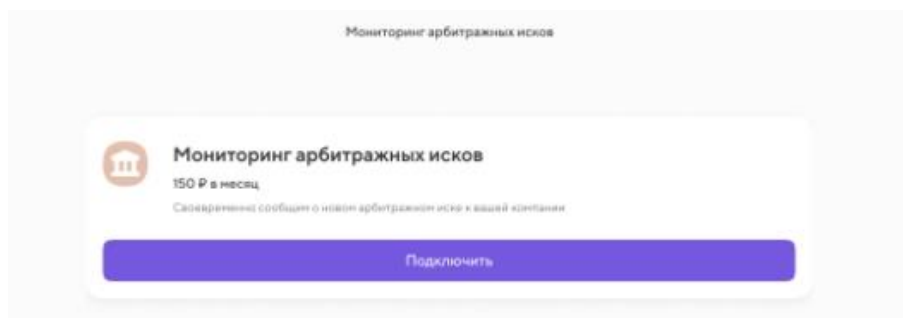 Мониторинг арбитражных исков
Мониторинг арбитражных исков
150 ₽ в месяц
Своевременно сообщим о новом арбитражном иске к вашей компании
Подключить